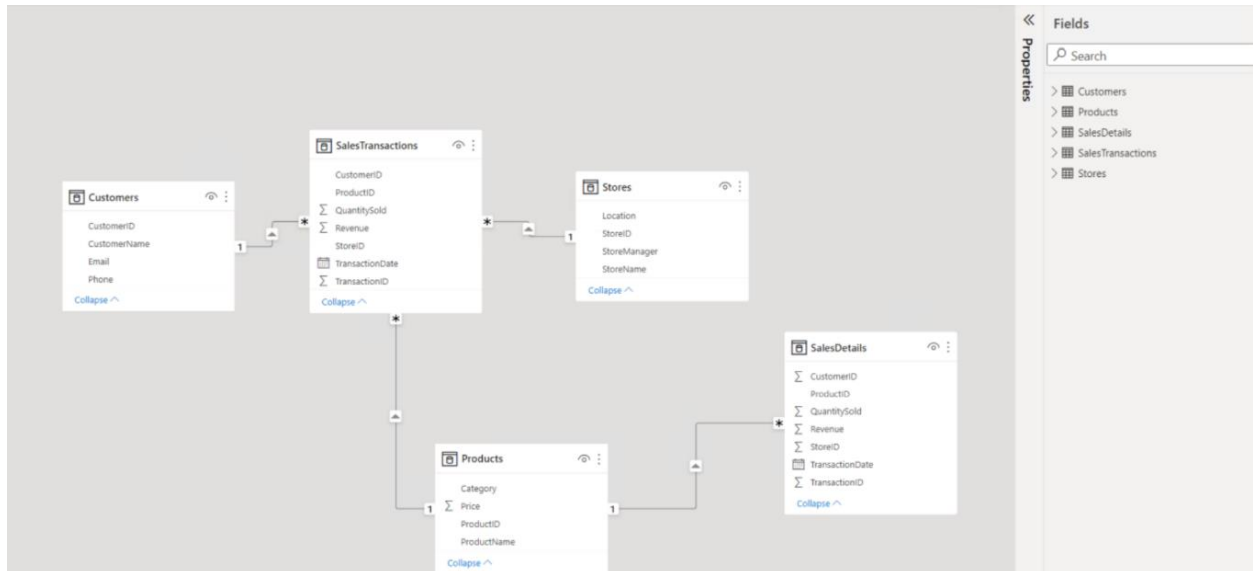 Fields
Properties
Search
Customers
Products
SalesDetails
SalesTransactions
Stores
SalesTransactions
CustomerID
ProductID
QuantitySold
Revenue
StoreID
TransactionDate
TransactionID
Collapse
Customers
CustomerID
CustomerName
Email
Phone
Collapse
1
*
*
1
Stores
Location
StoreID
StoreManager
StoreName
Collapse
*
SalesDetails
CustomerID
ProductID
QuantitySold
Revenue
StoreID
TransactionDate
TransactionID
Collapse
*
Products
Category
Price
ProductID
ProductName
Collapse
1
1